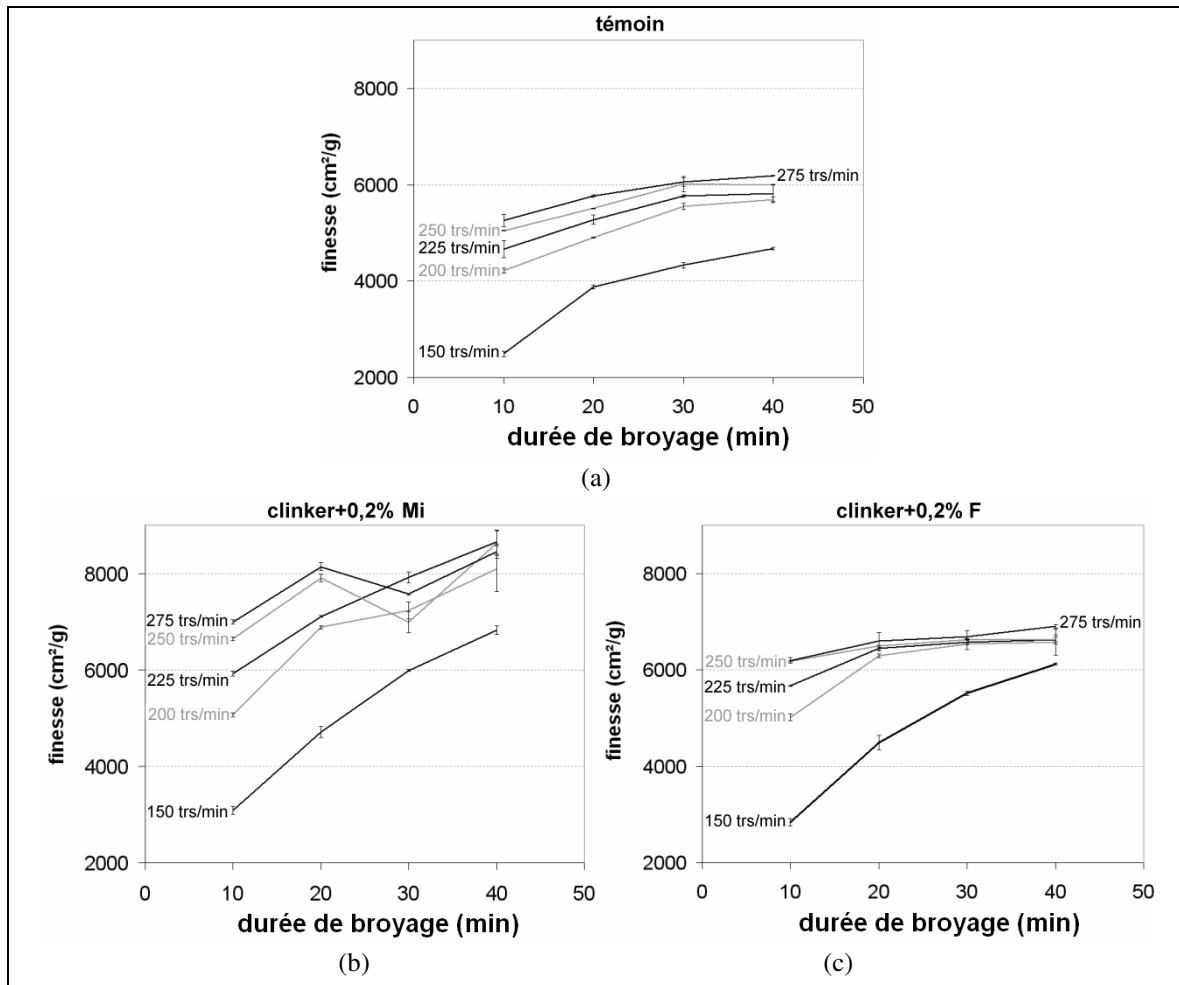 témoin
finesse (cm²/g)
8000
6000
4000
2000
275 trs/min
250 trs/min
225 trs/min
200 trs/min
150 trs/min
0 10 20 30 40 50
durée de broyage (min)
(a)
clinker+0,2% Mi
finesse (cm²/g)
8000
6000
4000
2000
275 trs/min
250 trs/min
225 trs/min
200 trs/min
150 trs/min
0 10 20 30 40 50
durée de broyage (min)
(b)
clinker+0,2% F
finesse (cm²/g)
8000
6000
4000
2000
275 trs/min
250 trs/min
225 trs/min
200 trs/min
150 trs/min
0 10 20 30 40 50
durée de broyage (min)
(c)